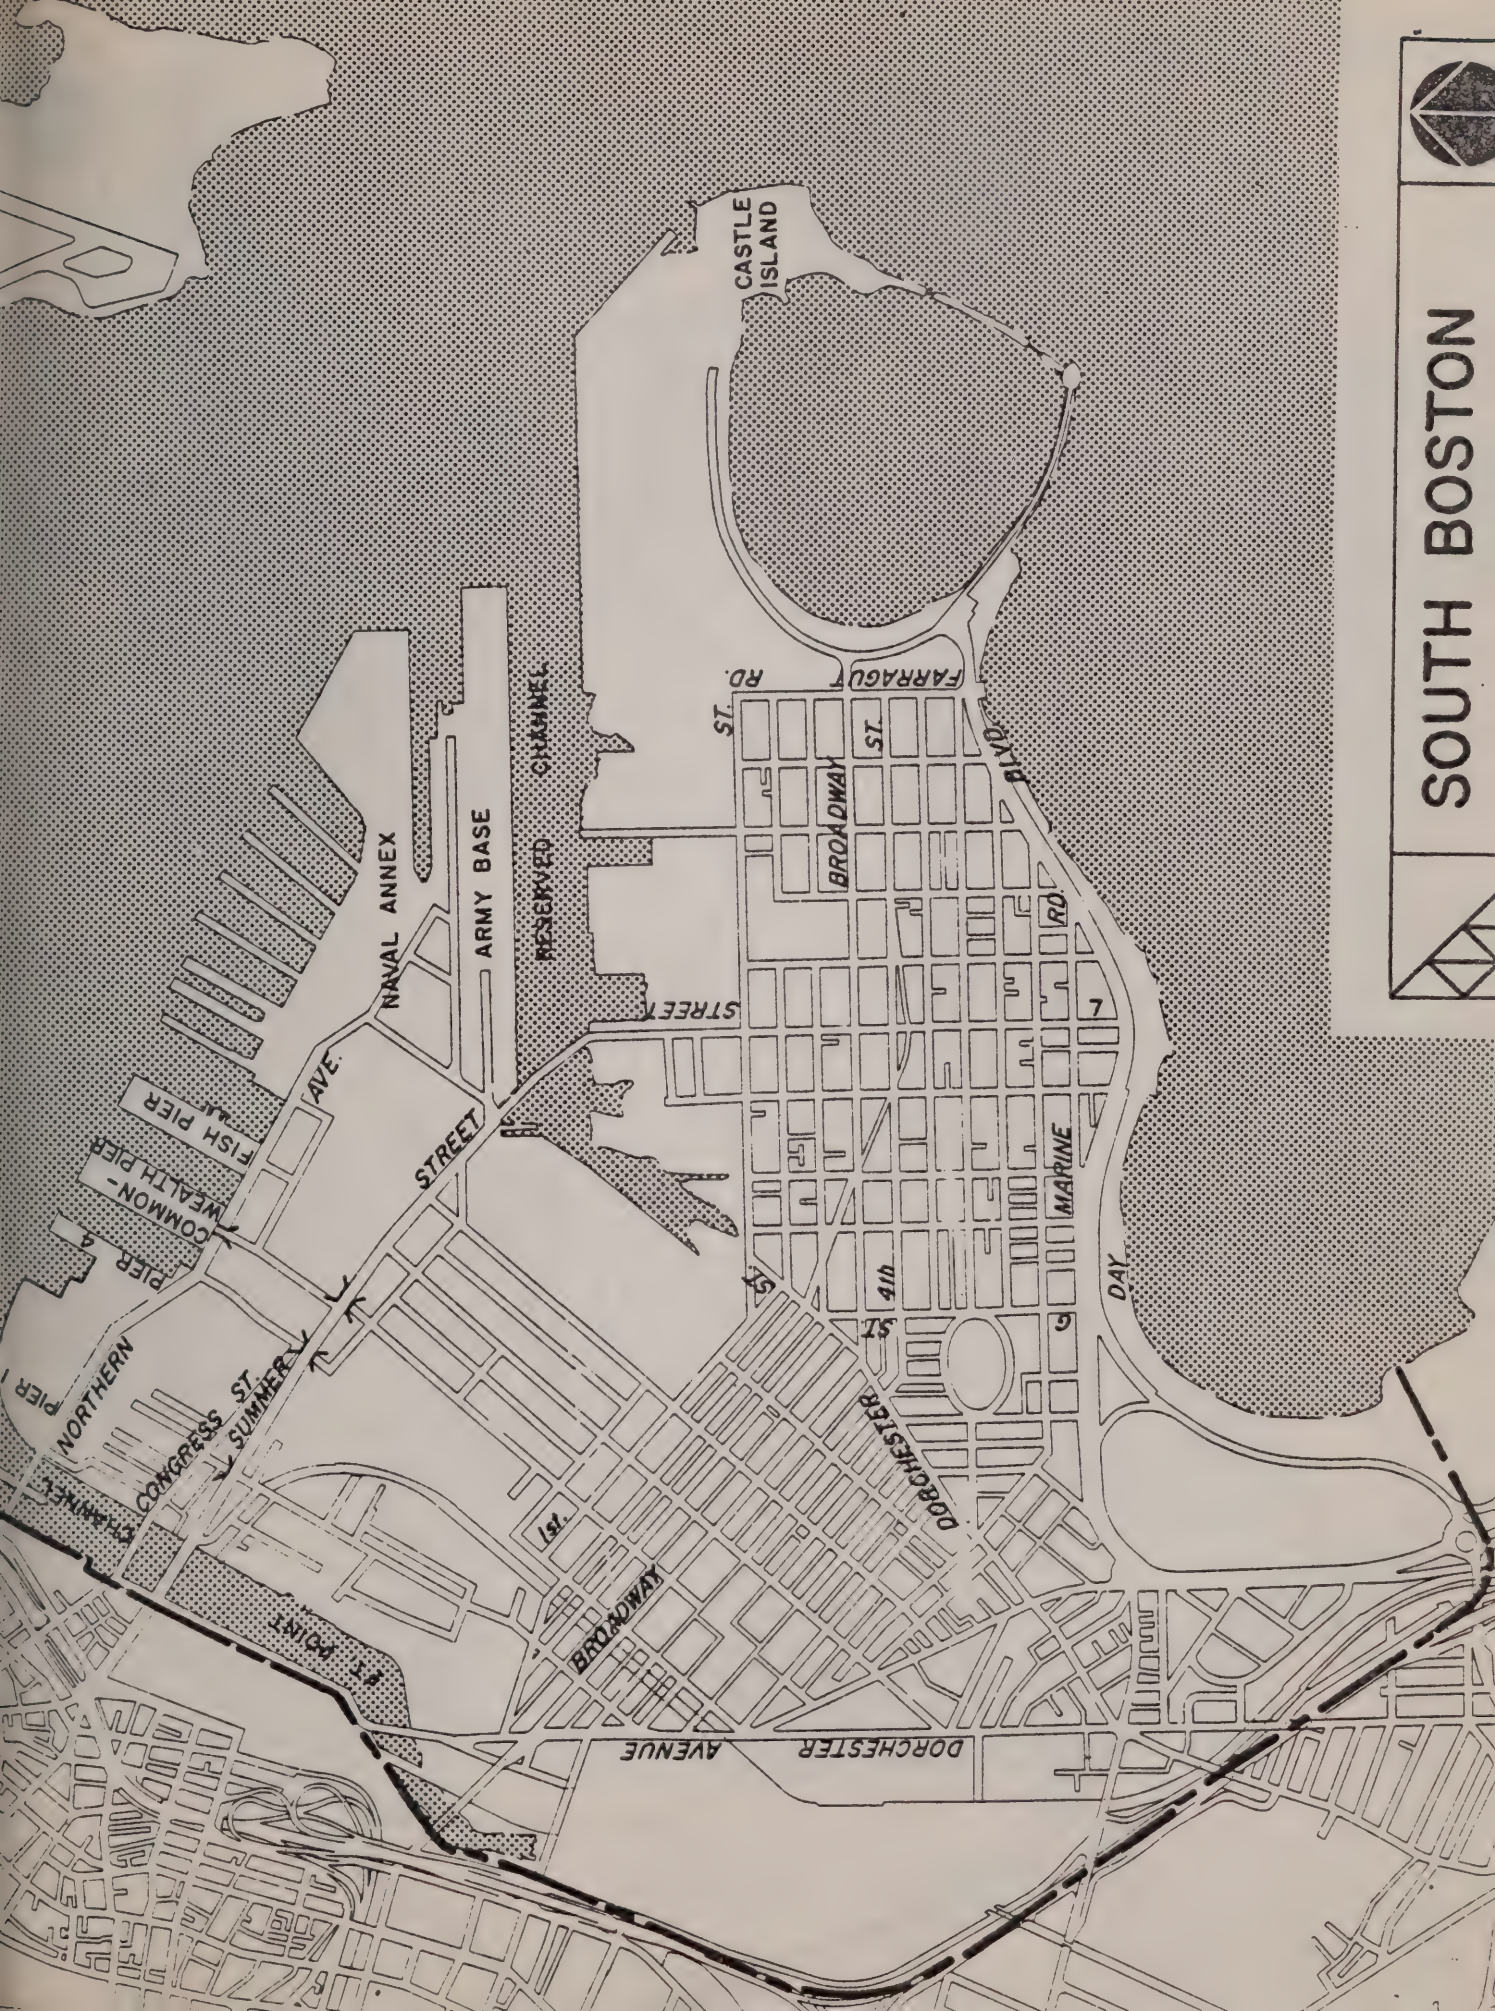 SOUTH BOSTON
CASTLE
ISLAND
FARRAGUT RD.
ST.
ST.
BROADWAY
BLVD.
RD.
NAVAL ANNEX
ARMY BASE
RESERVED CHANNEL
STREET
7
AVE.
STREET
FISH PIER
COMMON-
WEALTH PIER
PIER 4
PIER 1
NORTHERN
CONGRESS ST.
SUMMER
CHANNEL
FT. POINT
MARINE
DAY
ST.
4th
ST.
DORCHESTER
1st.
BROADWAY
DORCHESTER AVENUE